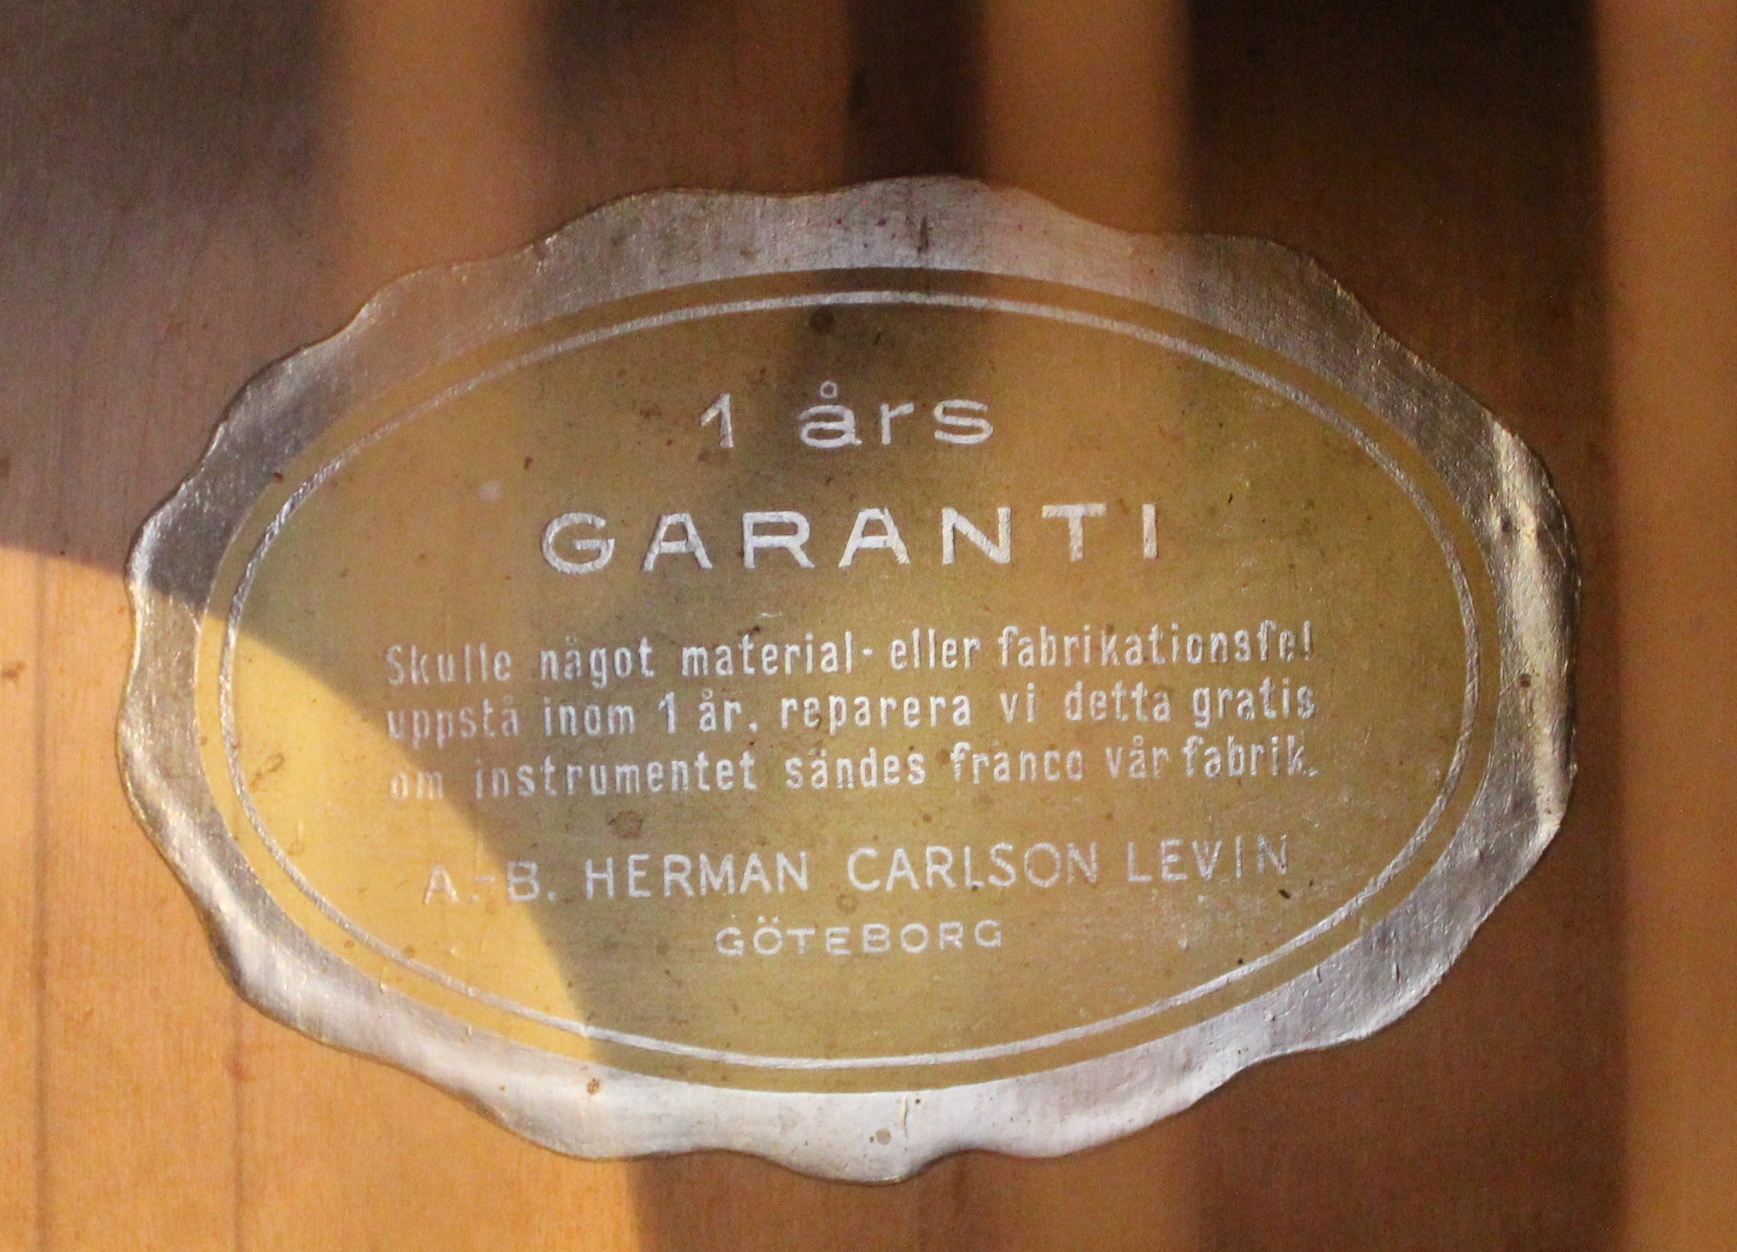 1 års
GARANTI
Skulle något material- eller fabrikationsfel
uppstå inom 1 år, reparera vi detta gratis
om instrumentet sändes franco vår fabrik.
A.-B. HERMAN CARLSON LEVIN
GÖTEBORG